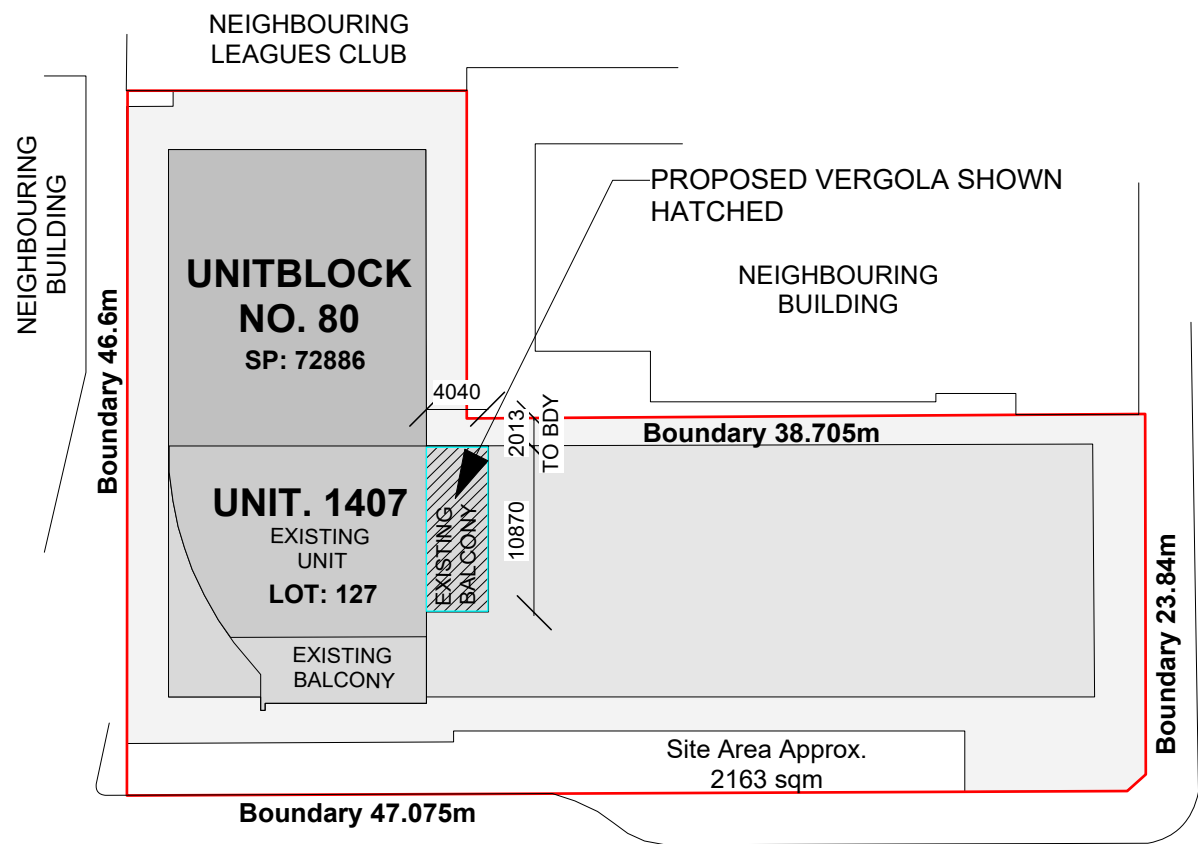 NEIGHBOURING
LEAGUES CLUB
NEIGHBOURING
BUILDING
PROPOSED VERGOLA SHOWN
HATCHED
NEIGHBOURING
BUILDING
UNITBLOCK
NO. 80
SP: 72886
Boundary 46.6m
4040
2013
TO BDY
Boundary 38.705m
UNIT. 1407
EXISTING
UNIT
LOT: 127
EXISTING
BALCONY
10870
EXISTING
BALCONY
Boundary 23.84m
Site Area Approx.
2163 sqm
Boundary 47.075m